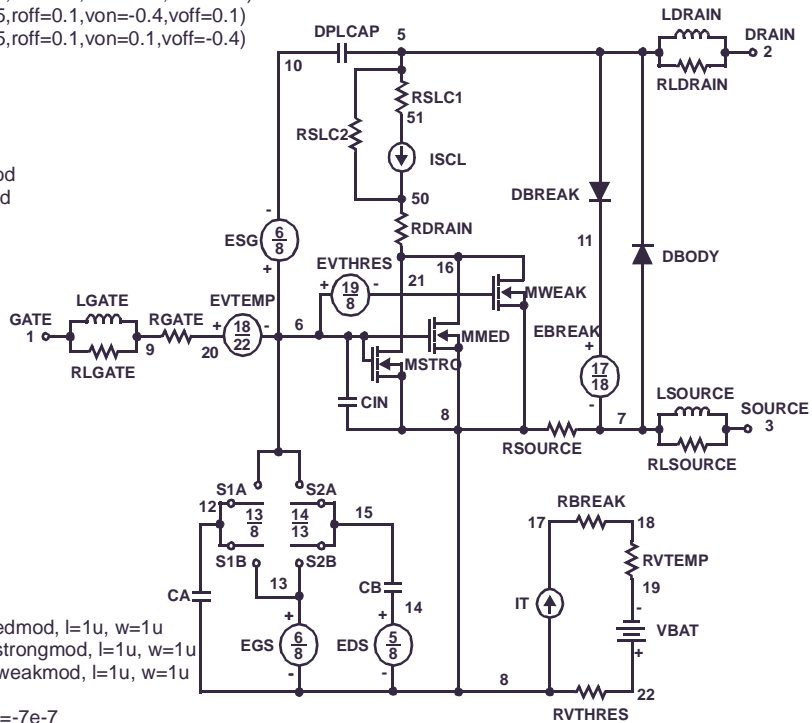 5,roff=0.1,von=-0.4,voff=0.1)
5,roff=0.1,von=0.1,voff=-0.4)
od
d
LDRAIN
DPLCAP 5 DRAIN
2
10
RLDRAIN
RSLC1
51
RSLC2
ISCL
50
DBREAK
RDRAIN
11
ESG 6
8
- +
EVTHRES
16
21
+ 19 -
8
MWEAK
DBODY
LGATE
EVTEMP
GATE
1
RGATE
+ 18 -
22
6
MMED
EBREAK
+
9
20
RLGATE
MSTRO
17
18
-
LSOURCE
CIN
8
7
SOURCE
3
RSOURCE
RLSOURCE
S1A S2A
12
13
8
14
13
15
RBREAK
17 18
S1B S2B
RVTEMP
13
CB
19
CA
IT
-
14
+ +
VBAT
EGS 6
8
EDS 5
8
+
- -
8
22
RVTHRES
edmod, l=1u, w=1u
strongmod, l=1u, w=1u
weakmod, l=1u, w=1u
=-7e-7